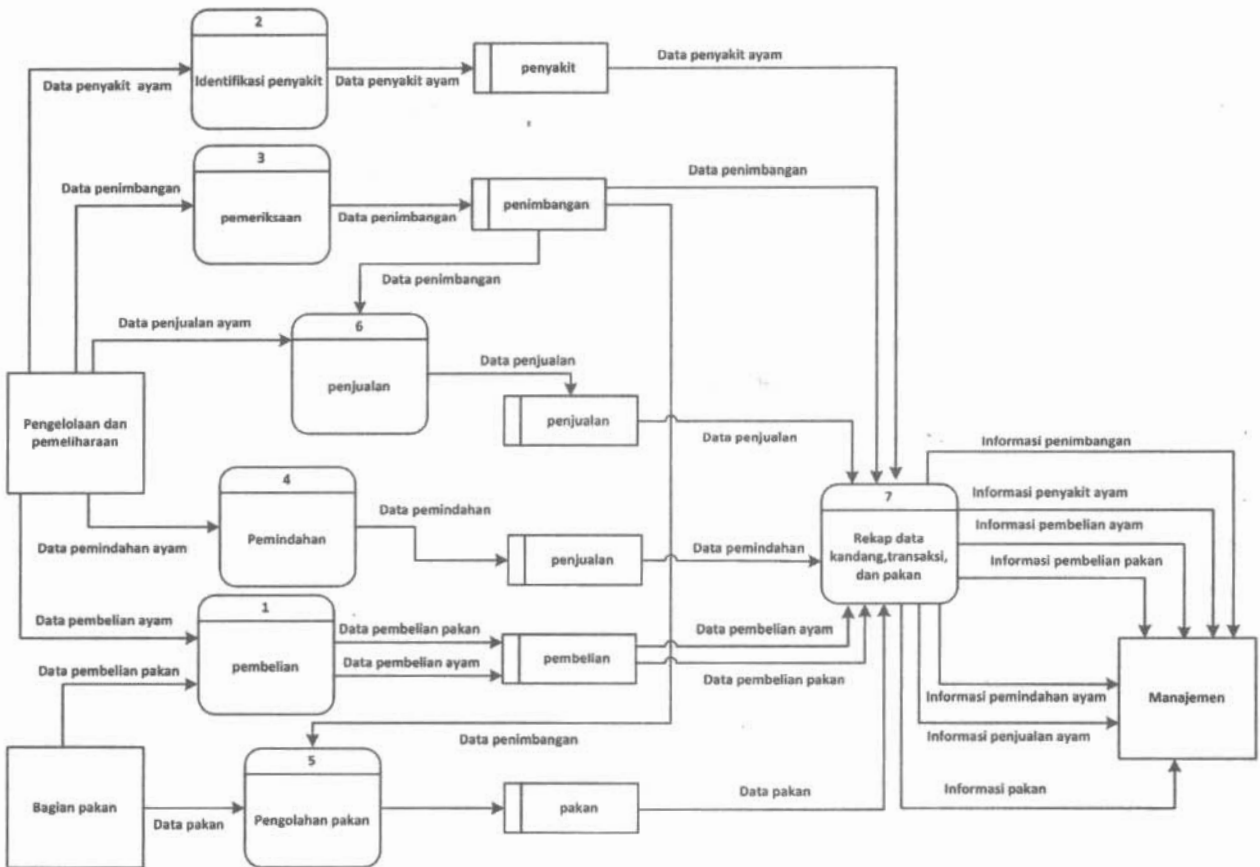 2
Identifikasi penyakit
Data penyakit ayam
Data penyakit ayam
penyakit
Data penyakit ayam
3
pemeriksaan
Data penimbangan
Data penimbangan
penimbangan
Data penimbangan
Data penimbangan
Data penjualan ayam
6
penjualan
Data penjualan
penjualan
Data penjualan
Pengelolaan dan
pemeliharaan
4
Pemindahan
Data pemindahan ayam
Data pemindahan
penjualan
Data pemindahan
7
Rekap data
kandang,transaksi,
dan pakan
Informasi penimbangan
Informasi penyakit ayam
Informasi pembelian ayam
Informasi pembelian pakan
1
pembelian
Data pembelian ayam
Data pembelian pakan
Data pembelian pakan
Data pembelian ayam
pembelian
Data pembelian ayam
Data pembelian pakan
Informasi pemindahan ayam
Informasi penjualan ayam
Manajemen
Data penimbangan
Bagian pakan
Data pakan
5
Pengolahan pakan
pakan
Data pakan
Informasi pakan